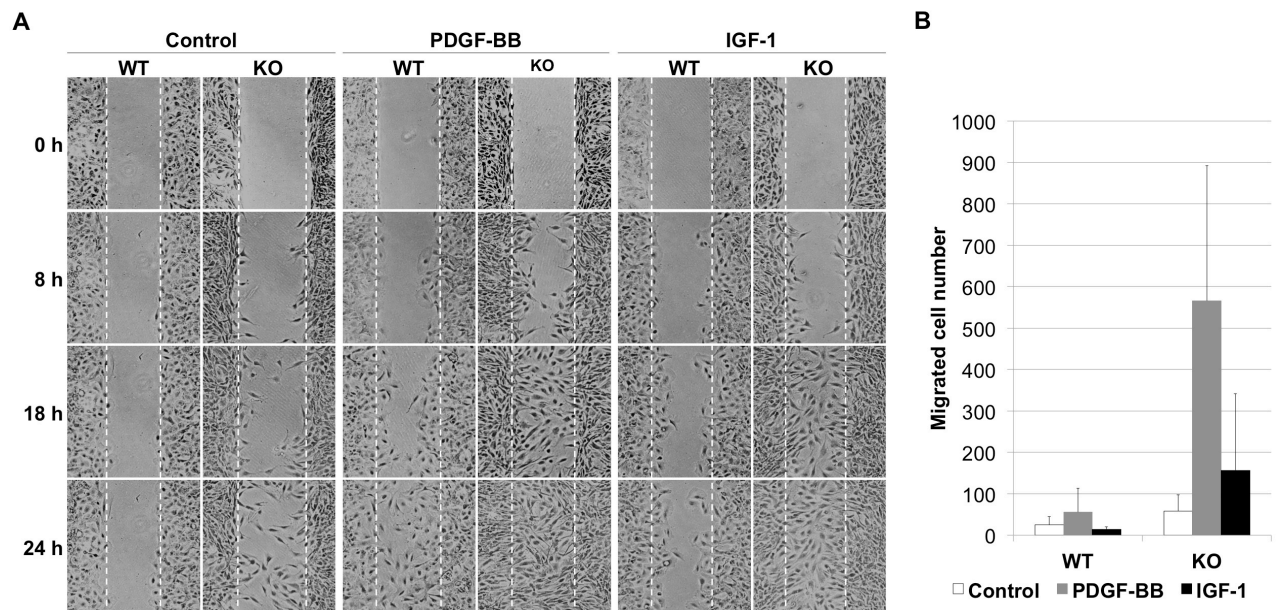 A
Control PDGF-BB IGF-1
WT KO WT KO WT KO
0 h
8 h
18 h
24 h
B
Migrated cell number
1000
900
800
700
600
500
400
300
200
100
0
WT KO
Control PDGF-BB IGF-1